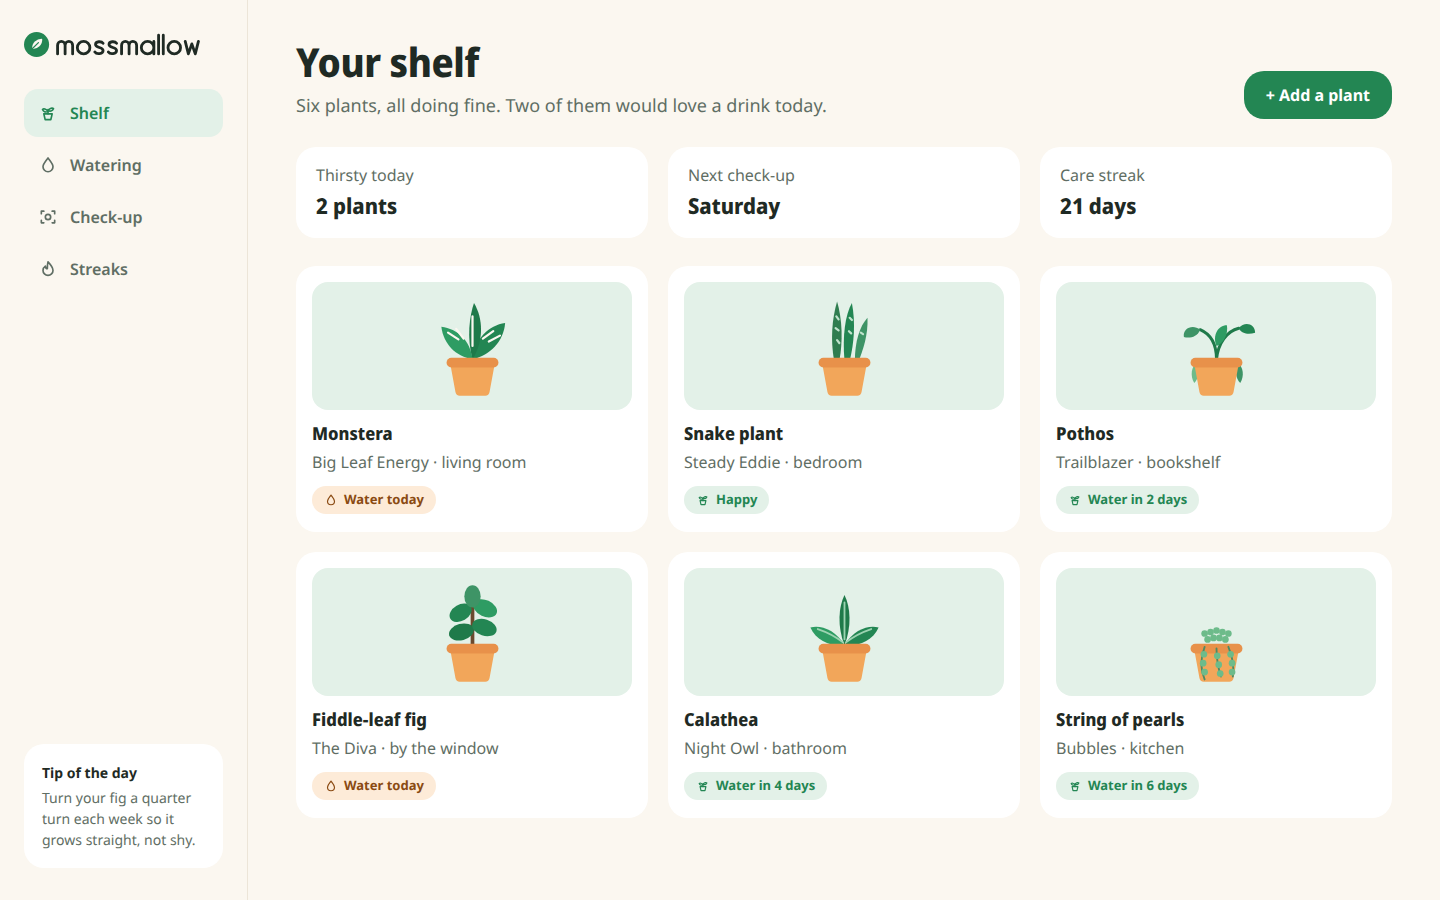 mossmallow
Shelf
Watering
Check-up
Streaks
Tip of the day
Turn your fig a quarter
turn each week so it
grows straight, not shy.
Your shelf
Six plants, all doing fine. Two of them would love a drink today.
+ Add a plant
Thirsty today
2 plants
Next check-up
Saturday
Care streak
21 days
Monstera
Big Leaf Energy · living room
Water today
Snake plant
Steady Eddie · bedroom
Happy
Pothos
Trailblazer · bookshelf
Water in 2 days
Fiddle-leaf fig
The Diva · by the window
Water today
Calathea
Night Owl · bathroom
Water in 4 days
String of pearls
Bubbles · kitchen
Water in 6 days